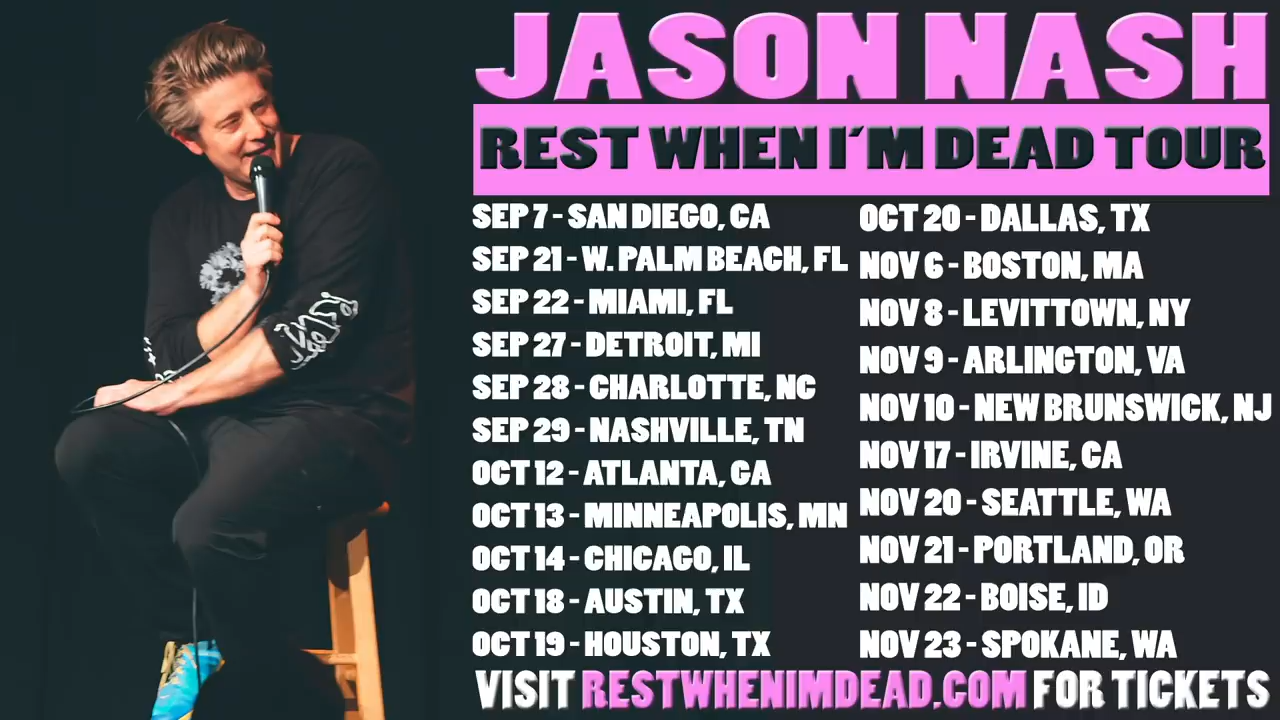 JASON NASH
REST WHEN I'M DEAD TOUR
SEP 7 - SAN DIEGO, CA
SEP 21 - W. PALM BEACH, FL
SEP 22 - MIAMI, FL
SEP 27 - DETROIT, MI
SEP 28 - CHARLOTTE, NC
SEP 29 - NASHVILLE, TN
OCT 12 - ATLANTA, GA
OCT 13 - MINNEAPOLIS, MN
OCT 14 - CHICAGO, IL
OCT 18 - AUSTIN, TX
OCT 19 - HOUSTON, TX
OCT 20 - DALLAS, TX
NOV 6 - BOSTON, MA
NOV 8 - LEVITTOWN, NY
NOV 9 - ARLINGTON, VA
NOV 10 - NEW BRUNSWICK, NJ
NOV 17 - IRVINE, CA
NOV 20 - SEATTLE, WA
NOV 21 - PORTLAND, OR
NOV 22 - BOISE, ID
NOV 23 - SPOKANE, WA
VISIT RESTWHENIMDEAD.COM FOR TICKETS